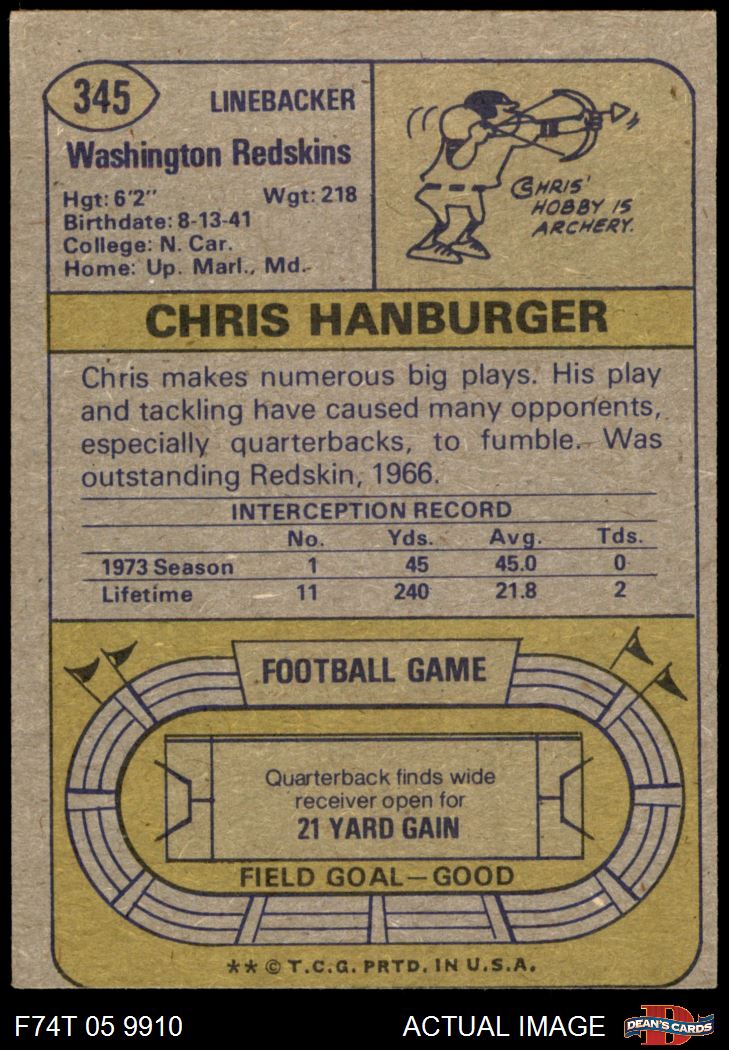 345
LINEBACKER
Washington Redskins
Hgt: 6'2" Wgt: 218
Birthdate: 8-13-41
College: N. Car.
Home: Up. Marl., Md.
CHRIS'
HOBBY IS
ARCHERY.
CHRIS HANBURGER
Chris makes numerous big plays. His play
and tackling have caused many opponents,
especially quarterbacks, to fumble. Was
outstanding Redskin, 1966.
INTERCEPTION RECORD
No. Yds. Avg. Tds.
1973 Season 1 45 45.0 0
Lifetime 11 240 21.8 2
FOOTBALL GAME
Quarterback finds wide
receiver open for
21 YARD GAIN
FIELD GOAL—GOOD
** © T.C.G. PRTD. IN U.S.A.
F74T 05 9910 ACTUAL IMAGE
D
DEAN'S CARDS